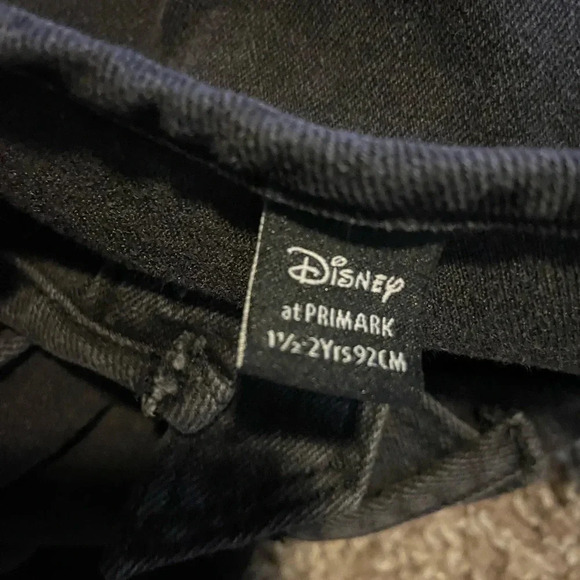 Disney
at PRIMARK
1½-2Yrs 92CM